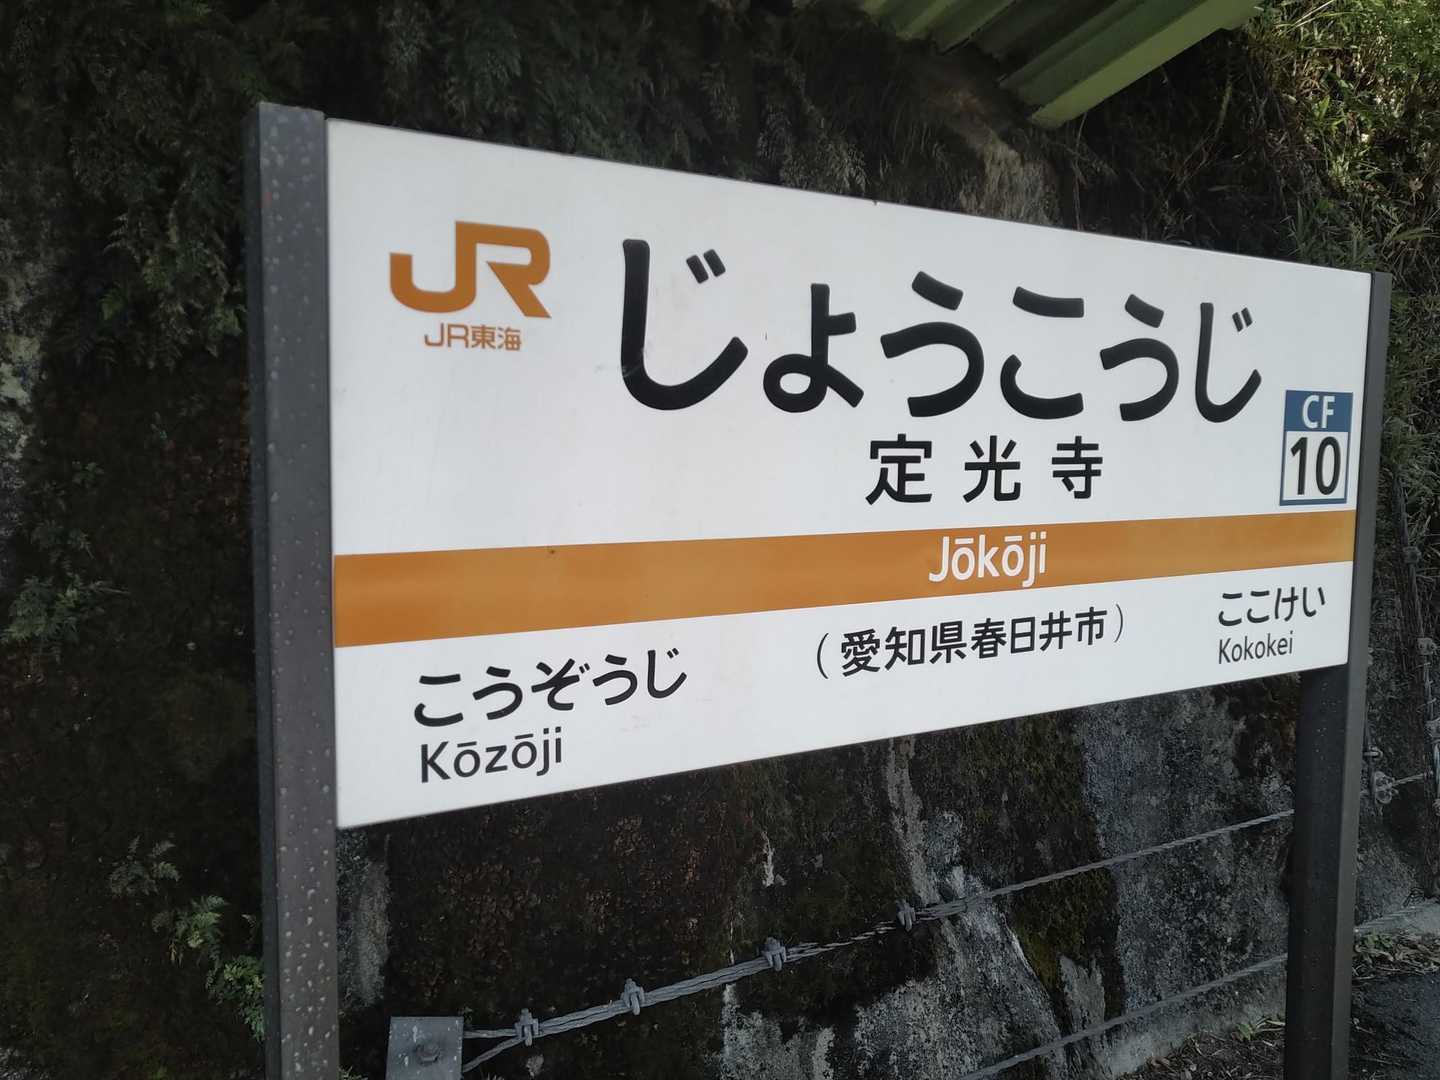 JR
JR東海
じょうこうじ
定光寺
CF
10
Jōkōji
(愛知県春日井市)
こうぞうじ
Kōzōji
ここけい
Kokokei